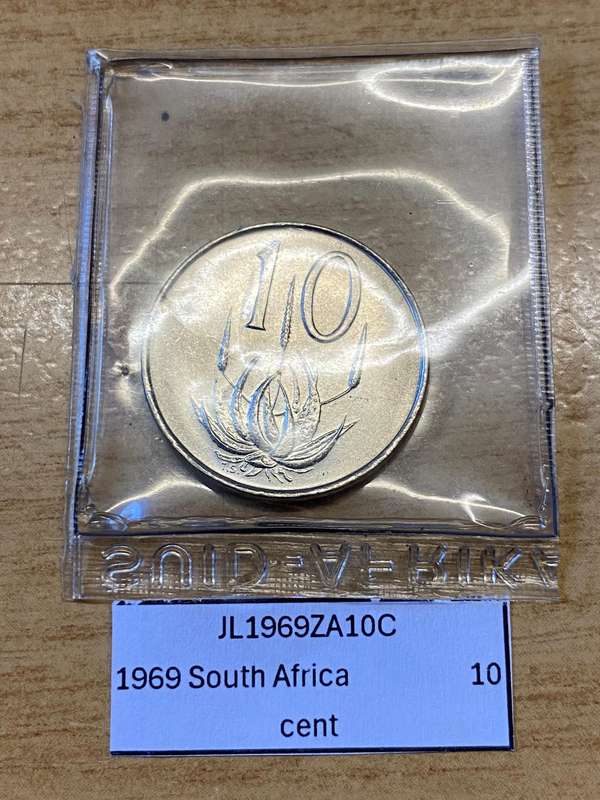 10
T.S.
SUID-AFRIKA
JL1969ZA10C
1969 South Africa 10
cent